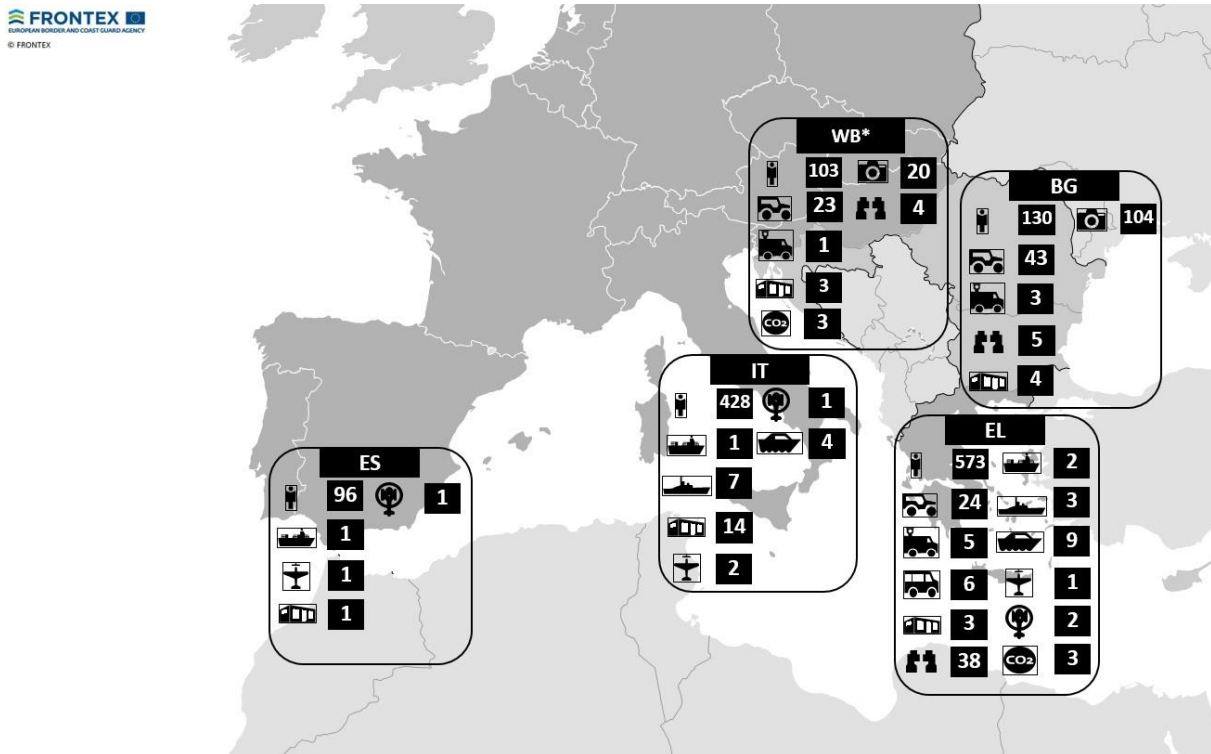 FRONTEX
EUROPEAN BORDER AND COAST GUARD AGENCY
© FRONTEX
WB*
103 20
23 4
1
3
CO2 3
BG
130 104
43
3
5
4
IT
428 1
1 4
7
14
2
ES
96 1
1
1
1
EL
573 2
24 3
5 9
6 1
3 2
38 CO2 3